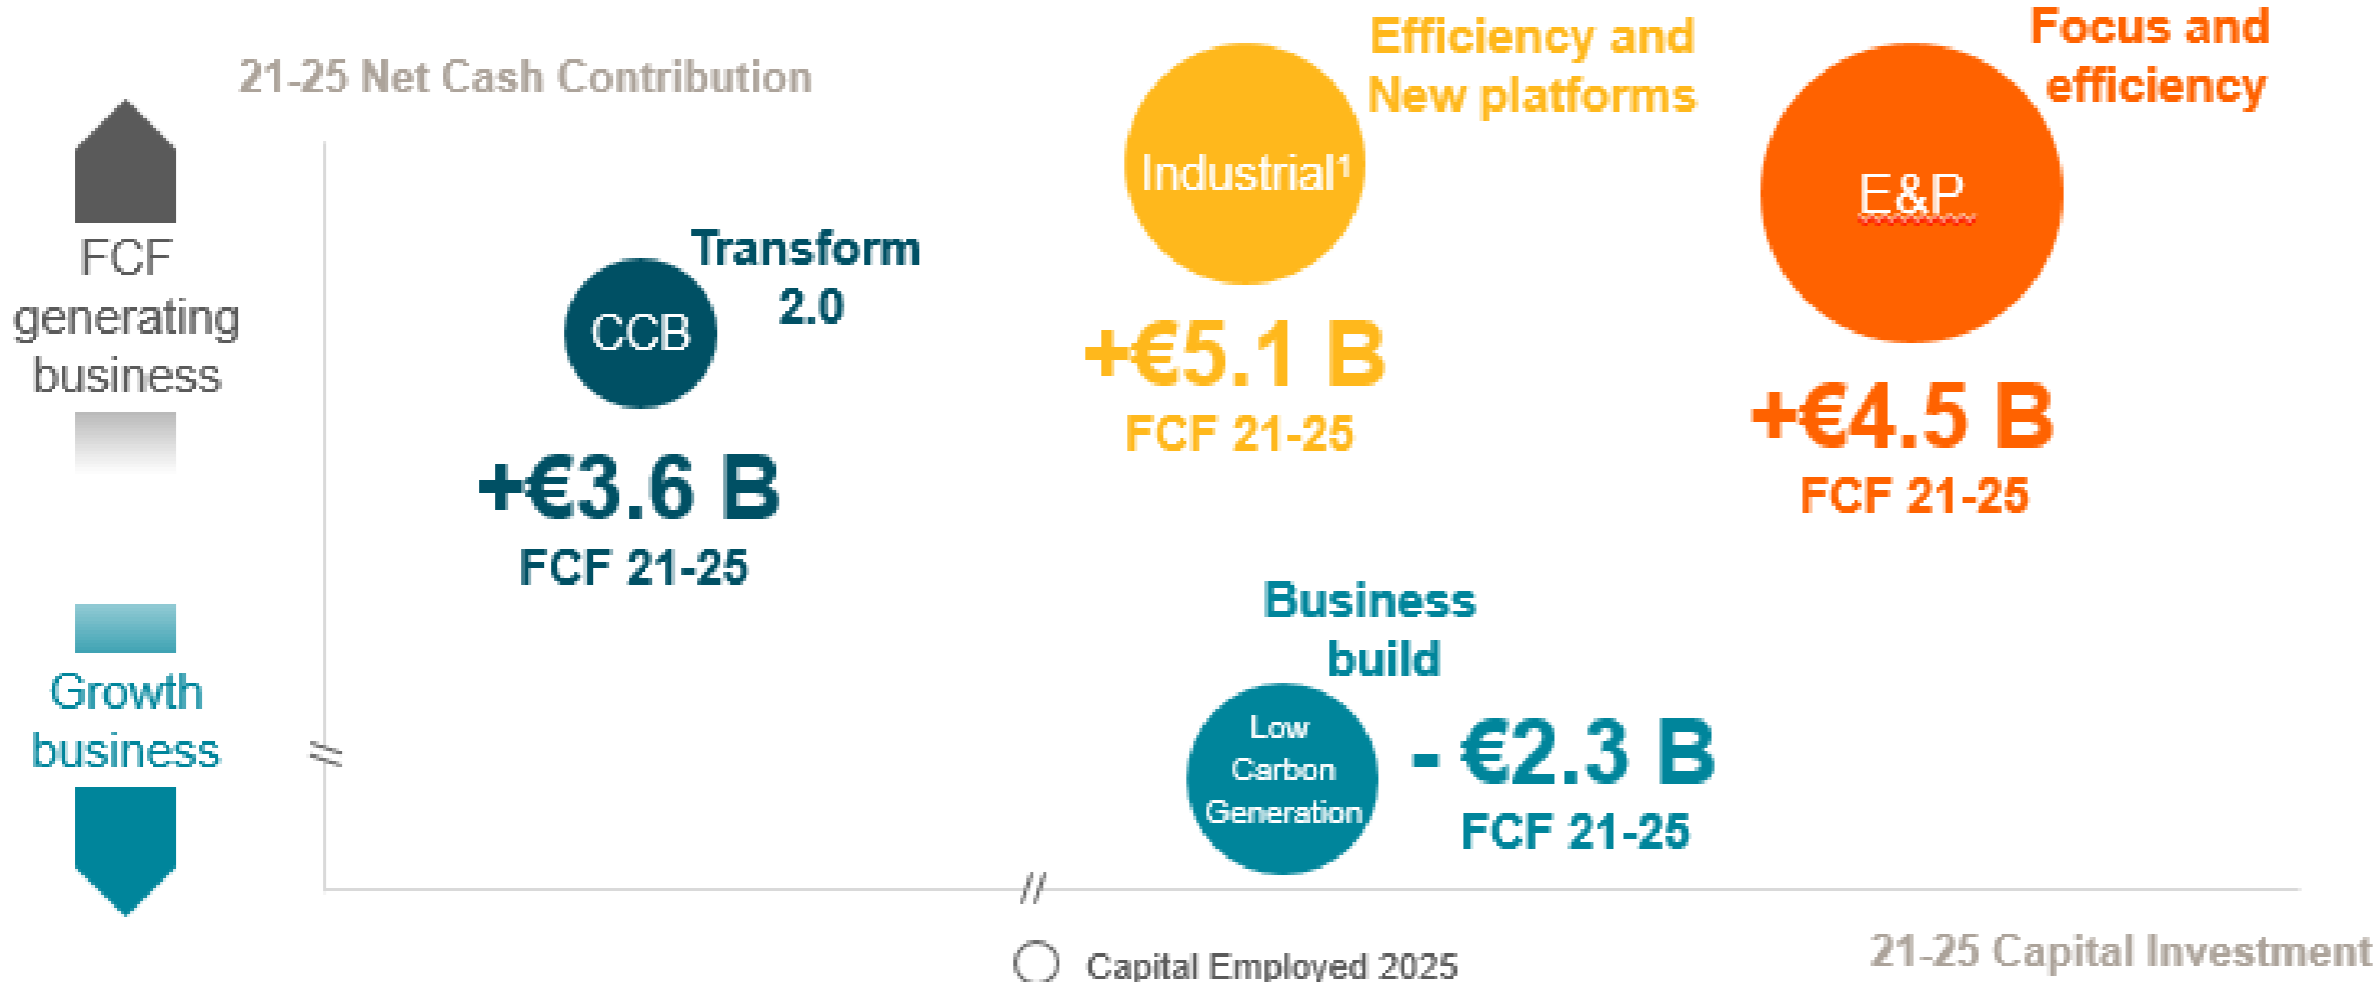 21-25 Net Cash Contribution
FCF
generating
business
Growth
business
CCB
Transform
2.0
+€3.6 B
FCF 21-25
Industrial¹
Efficiency and
New platforms
+€5.1 B
FCF 21-25
E&P
Focus and
efficiency
+€4.5 B
FCF 21-25
Business
build
Low
Carbon
Generation
- €2.3 B
FCF 21-25
Capital Employed 2025
21-25 Capital Investment